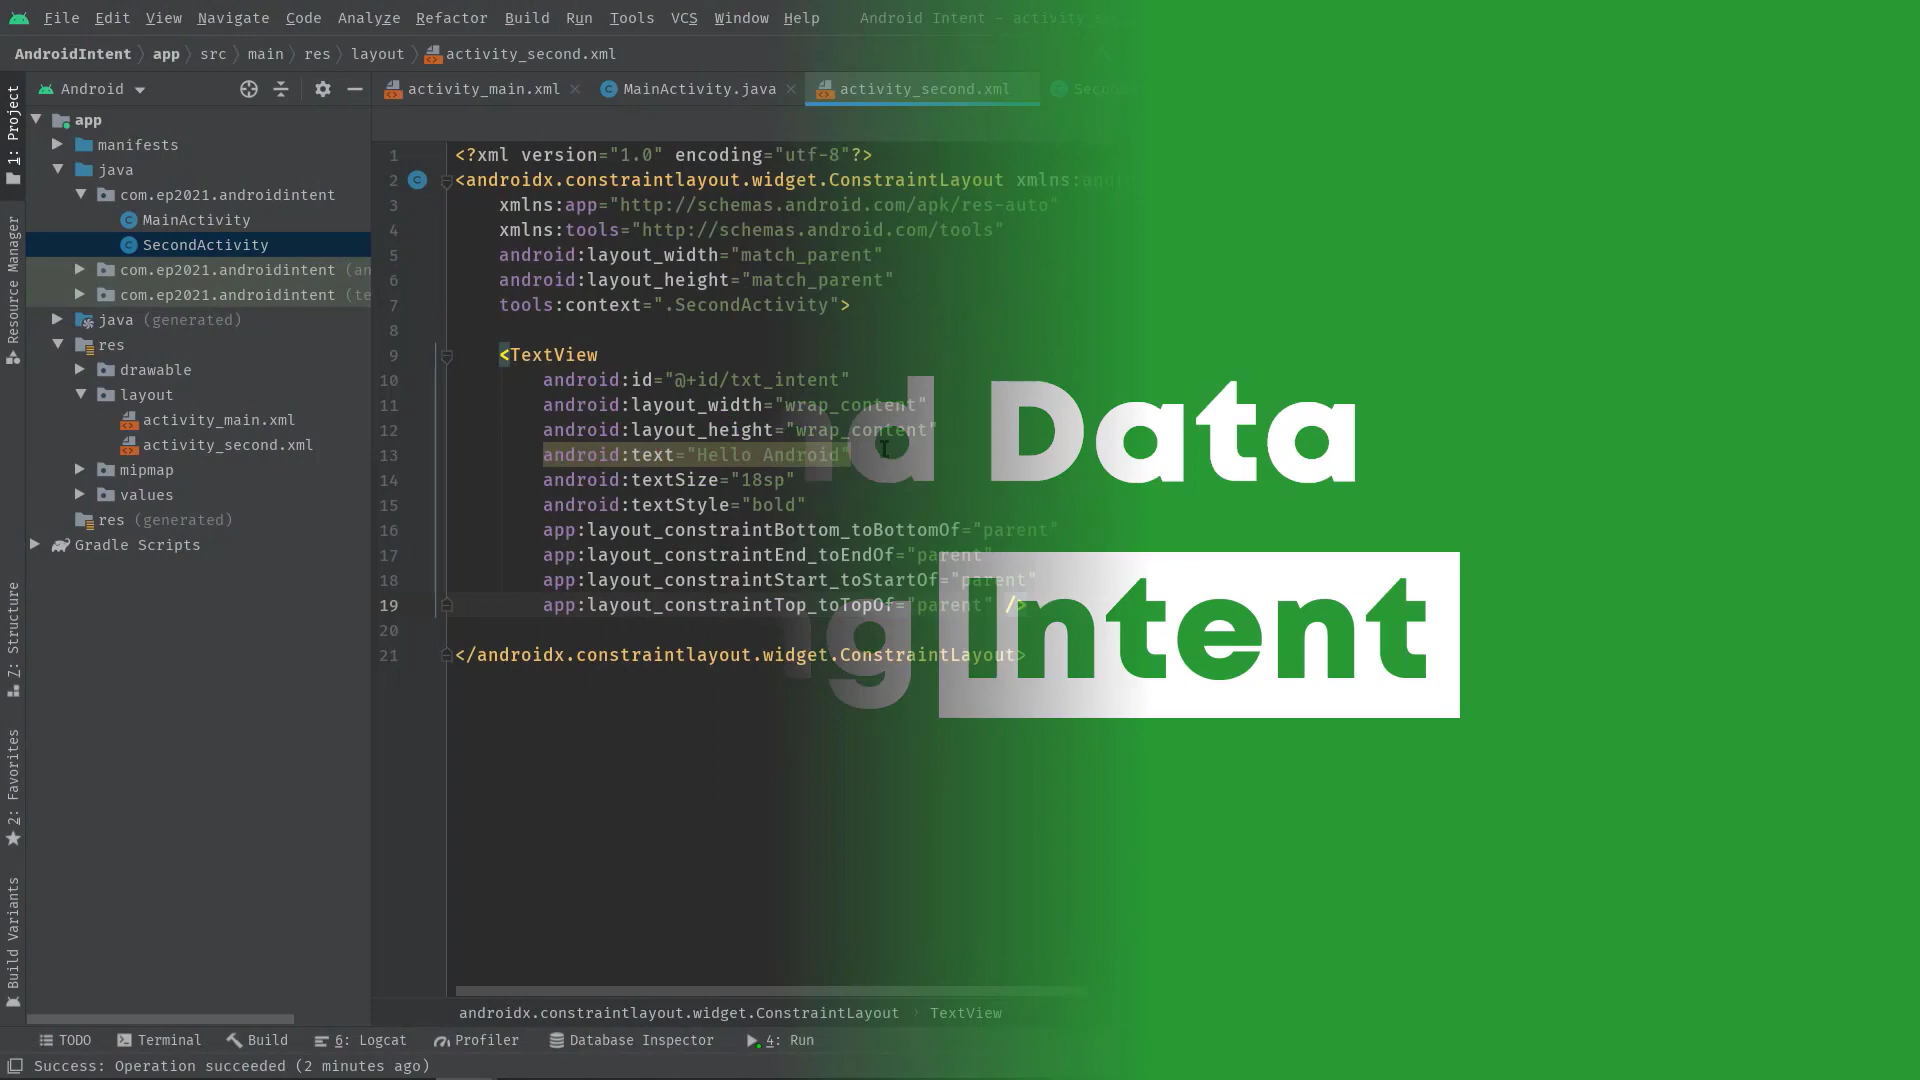 File Edit View Navigate Code Analyze Refactor Build Run Tools VCS Window Help Android Intent - activity
AndroidIntent app src main res layout activity_second.xml
1: Project
Resource Manager
Z: Structure
2: Favorites
Build Variants
Android
app
manifests
java
com.ep2021.androidintent
MainActivity
SecondActivity
com.ep2021.androidintent (an
com.ep2021.androidintent (te
java (generated)
res
drawable
layout
activity_main.xml
activity_second.xml
mipmap
values
res (generated)
Gradle Scripts
activity_main.xml MainActivity.java activity_second.xml
1 <?xml version="1.0" encoding="utf-8"?>
2 <androidx.constraintlayout.widget.ConstraintLayout xmlns:and
3 xmlns:app="http://schemas.android.com/apk/res-auto"
4 xmlns:tools="http://schemas.android.com/tools"
5 android:layout_width="match_parent"
6 android:layout_height="match_parent"
7 tools:context=".SecondActivity">
8
9 <TextView
10 android:id="@+id/txt_intent"
11 android:layout_width="wrap_content"
12 android:layout_height="wrap_content"
13 android:text="Hello Android"
14 android:textSize="18sp"
15 android:textStyle="bold"
16 app:layout_constraintBottom_toBottomOf="parent"
17 app:layout_constraintEnd_toEndOf="parent"
18 app:layout_constraintStart_toStartOf="parent"
19 app:layout_constraintTop_toTopOf="parent" />
20
21 </androidx.constraintlayout.widget.ConstraintLayout>
nd Data
ng Intent
androidx.constraintlayout.widget.ConstraintLayout TextView
TODO Terminal Build 6: Logcat Profiler Database Inspector 4: Run
Success: Operation succeeded (2 minutes ago)